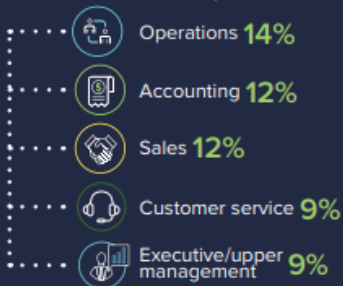 Operations 14%
Accounting 12%
Sales 12%
Customer service 9%
Executive/upper
management 9%